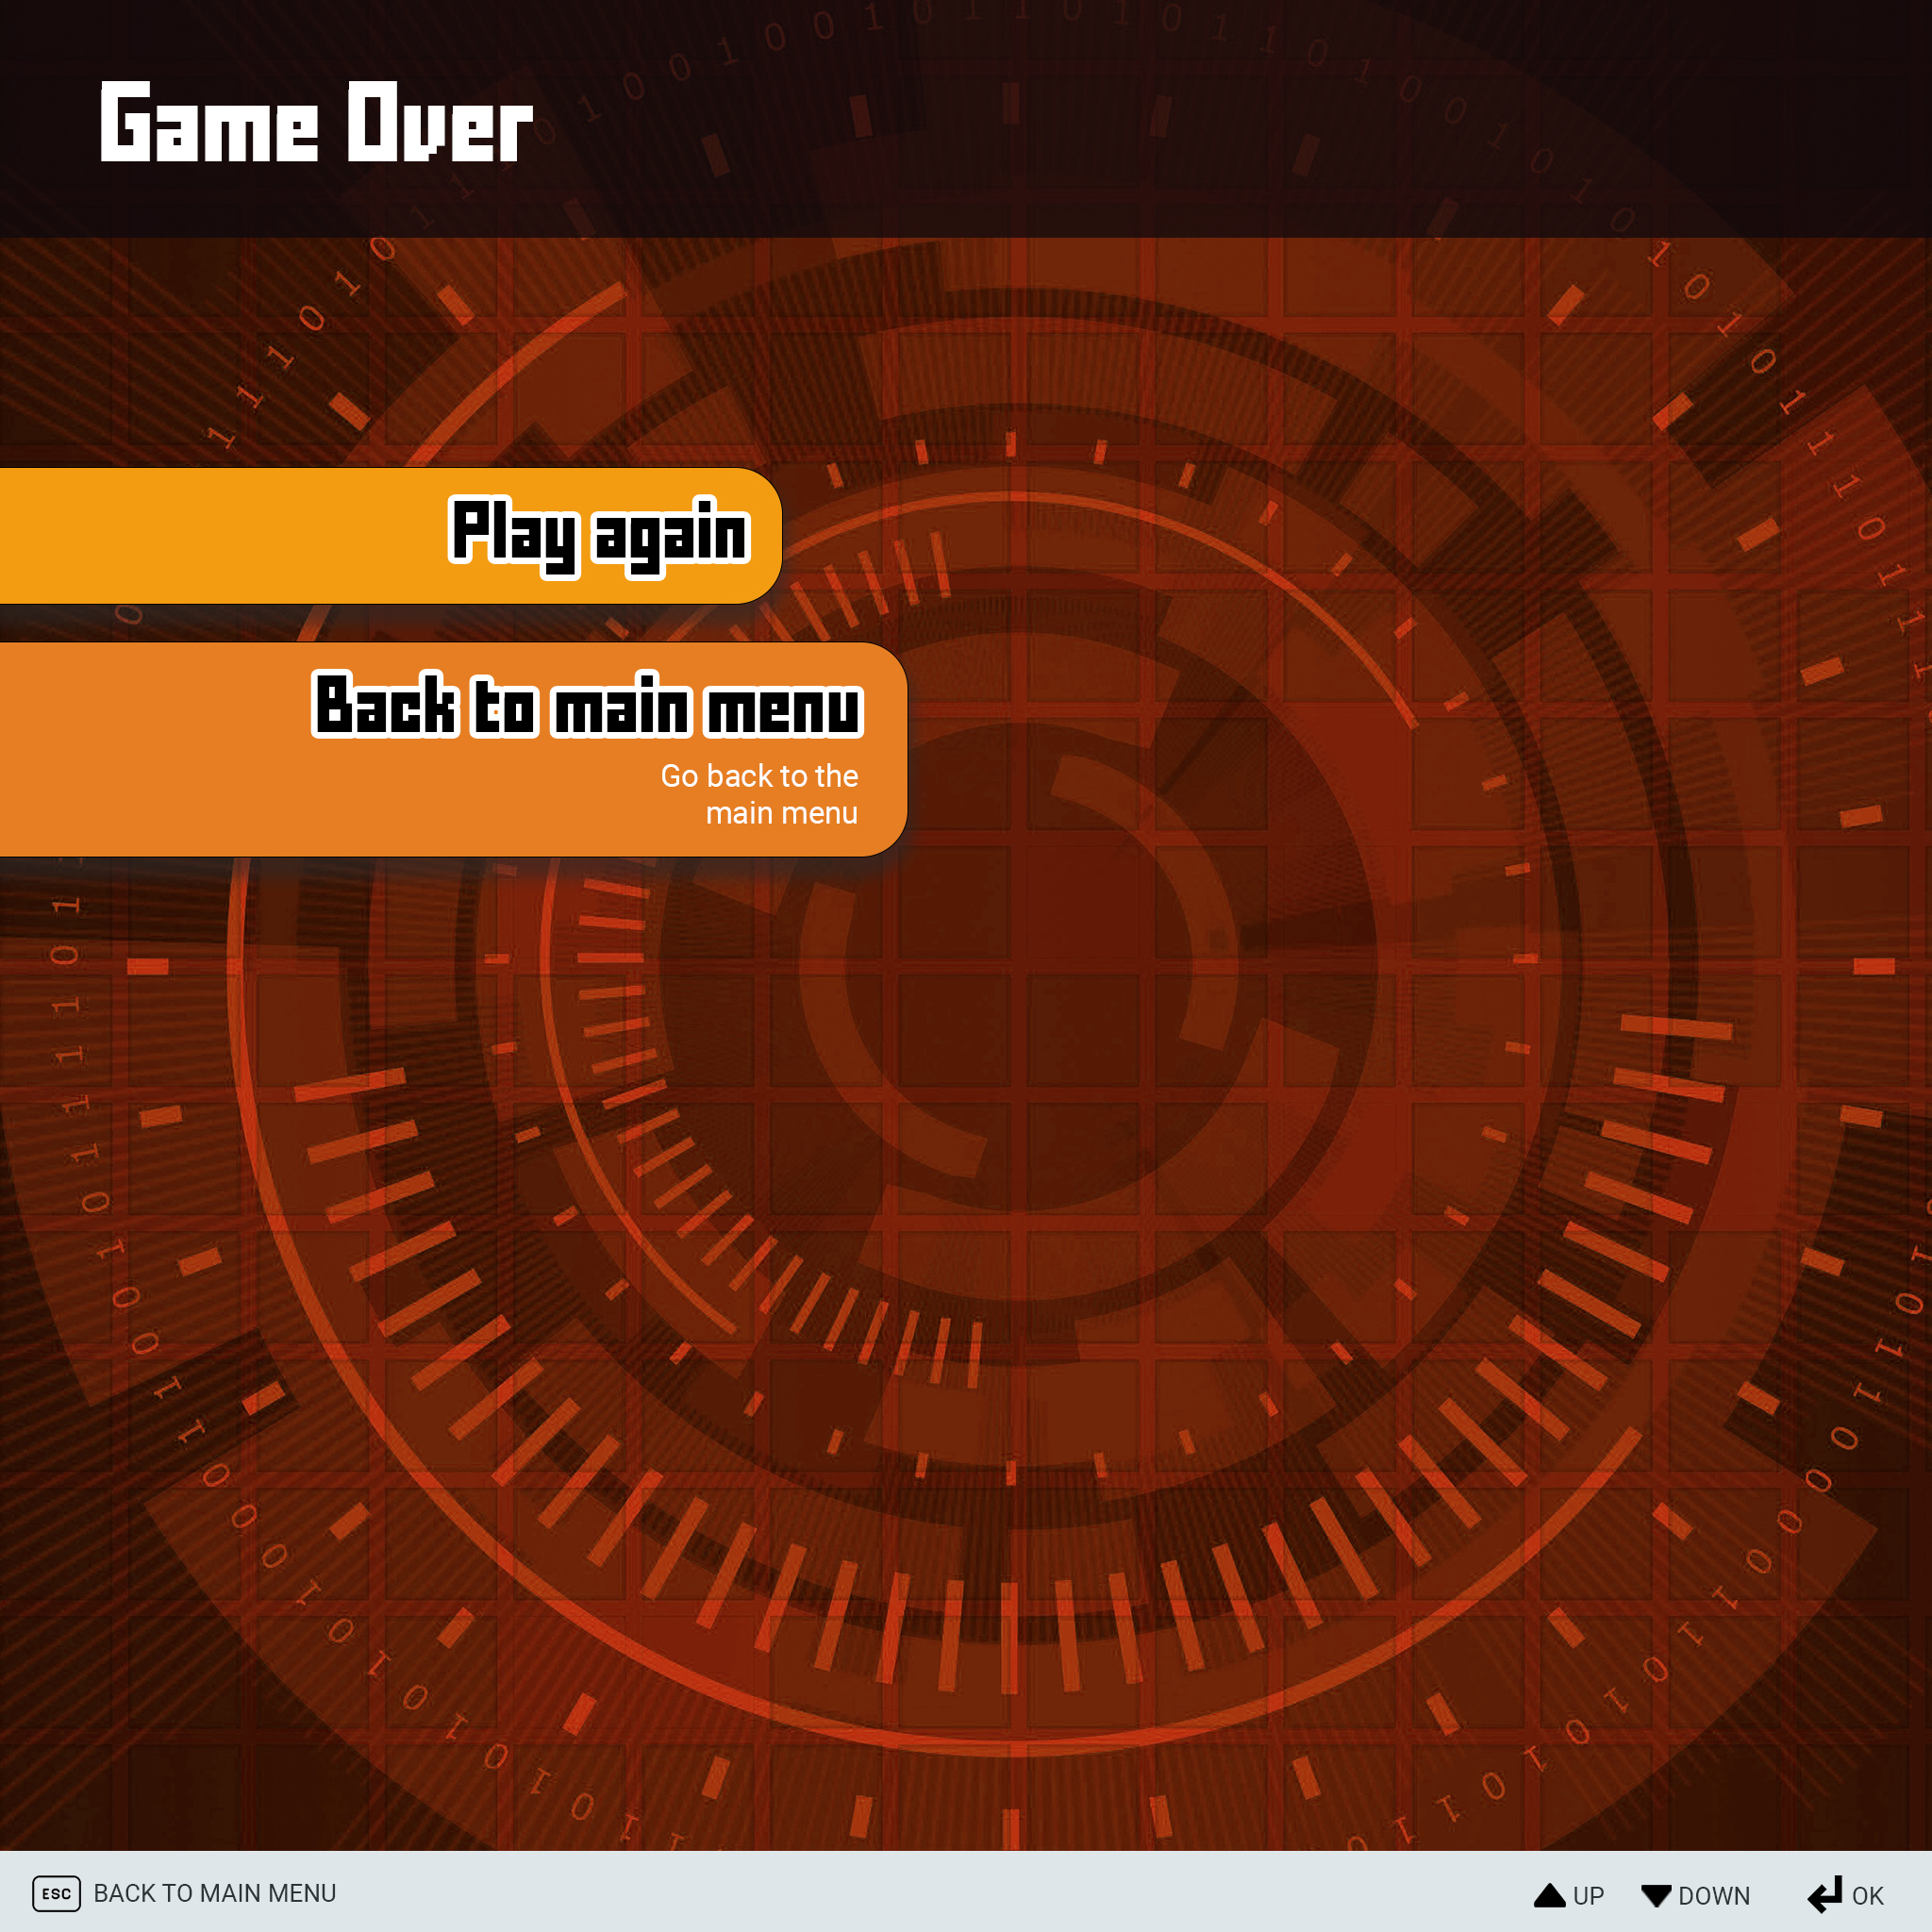 Game Over
Play again
Back to main menu
Go back to the
main menu
ESC BACK TO MAIN MENU
UP DOWN OK